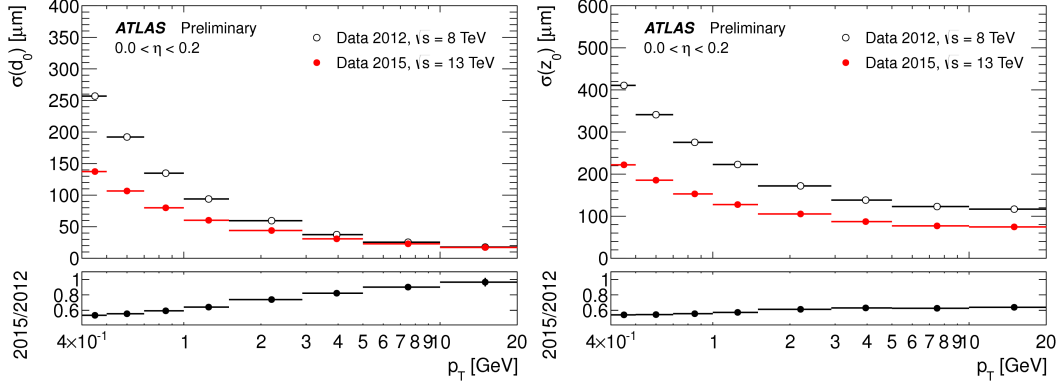 σ(d₀) [μm]
400
350
300
250
200
150
100
50
0
ATLAS Preliminary
0.0 < η < 0.2
Data 2012, √s = 8 TeV
Data 2015, √s = 13 TeV
2015/2012
1
0.8
0.6
4×10⁻¹ 1 2 3 4 5 6 7 8 9 10 20
p_T [GeV]
σ(z₀) [μm]
600
500
400
300
200
100
0
ATLAS Preliminary
0.0 < η < 0.2
Data 2012, √s = 8 TeV
Data 2015, √s = 13 TeV
2015/2012
1
0.8
0.6
4×10⁻¹ 1 2 3 4 5 6 7 8 9 10 20
p_T [GeV]